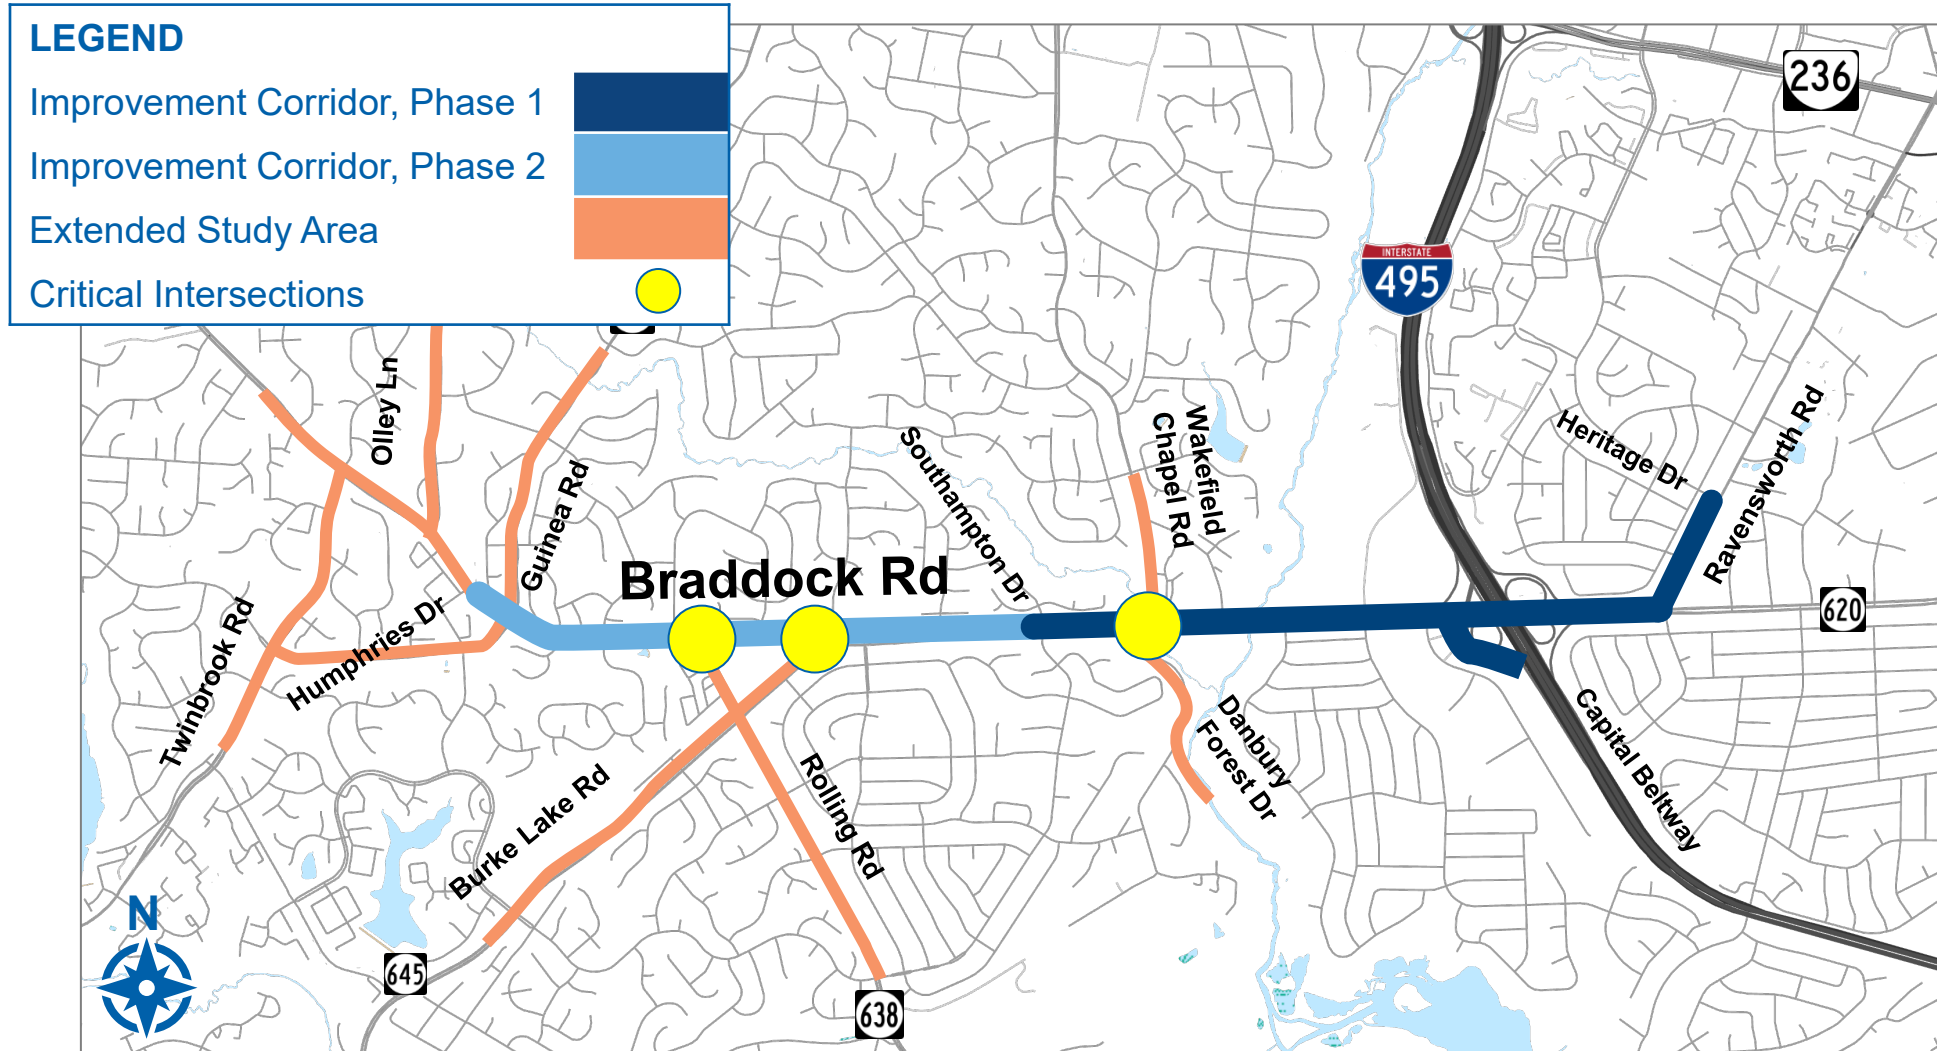 LEGEND
Improvement Corridor, Phase 1
Improvement Corridor, Phase 2
Extended Study Area
Critical Intersections
236
INTERSTATE
495
Olley Ln
Guinea Rd
Southampton Dr
Wakefield
Chapel Rd
Heritage Dr
Ravensworth Rd
Braddock Rd
620
Twinbrook Rd
Humphries Dr
Burke Lake Rd
Rolling Rd
Danbury
Forest Dr
Capital Beltway
N
645
638